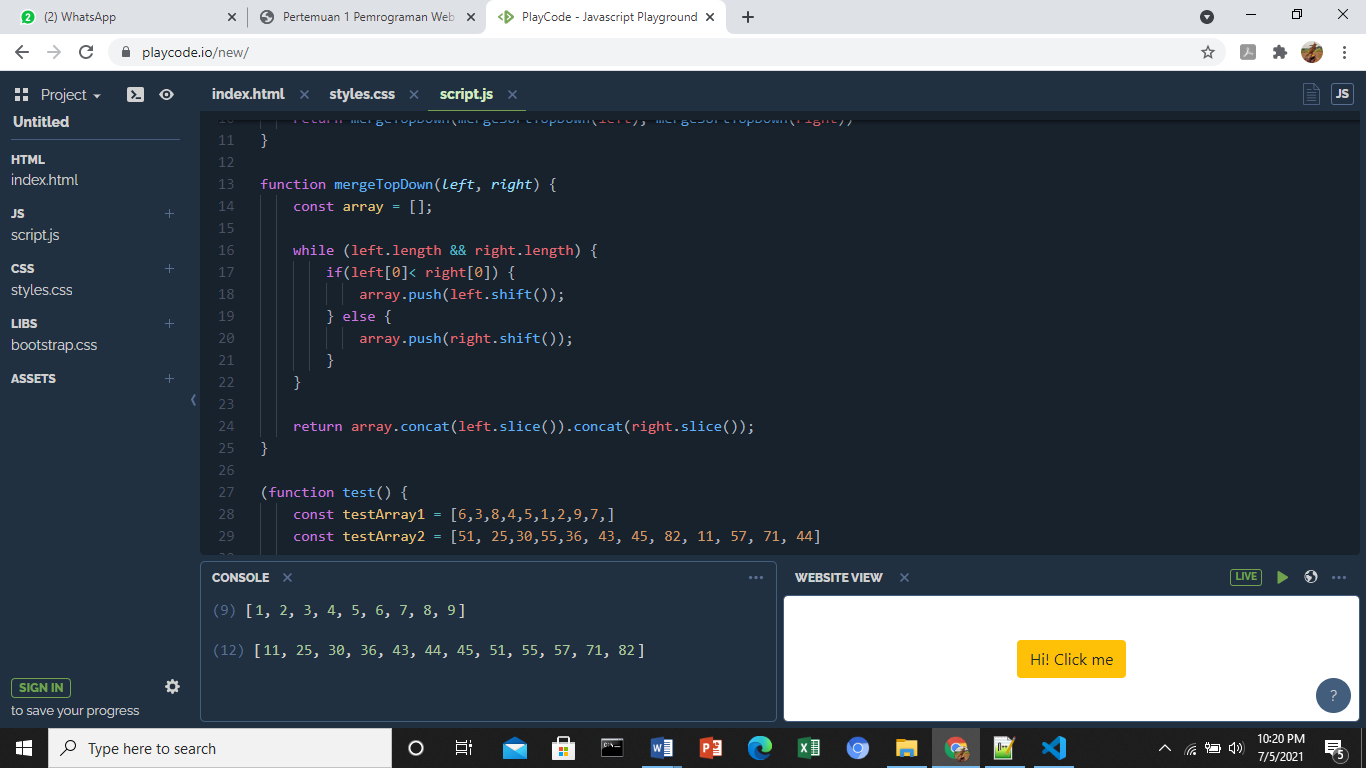 (2) WhatsApp
Pertemuan 1 Pemrograman Web
PlayCode - Javascript Playground
playcode.io/new/
Project
index.html
styles.css
script.js
JS
Untitled
HTML
index.html
JS
script.js
CSS
styles.css
LIBS
bootstrap.css
ASSETS
10 return mergeTopDown(mergeSortTopDown(left), mergeSortTopDown(right))
11 }
12
13 function mergeTopDown(left, right) {
14 const array = [];
15
16 while (left.length && right.length) {
17 if(left[0]< right[0]) {
18 array.push(left.shift());
19 } else {
20 array.push(right.shift());
21 }
22 }
23
24 return array.concat(left.slice()).concat(right.slice());
25 }
26
27 (function test() {
28 const testArray1 = [6,3,8,4,5,1,2,9,7,]
29 const testArray2 = [51, 25,30,55,36, 43, 45, 82, 11, 57, 71, 44]
CONSOLE
(9) [1, 2, 3, 4, 5, 6, 7, 8, 9]
(12) [11, 25, 30, 36, 43, 44, 45, 51, 55, 57, 71, 82]
WEBSITE VIEW
LIVE
Hi! Click me
?
SIGN IN
to save your progress
Type here to search
10:20 PM
7/5/2021
5